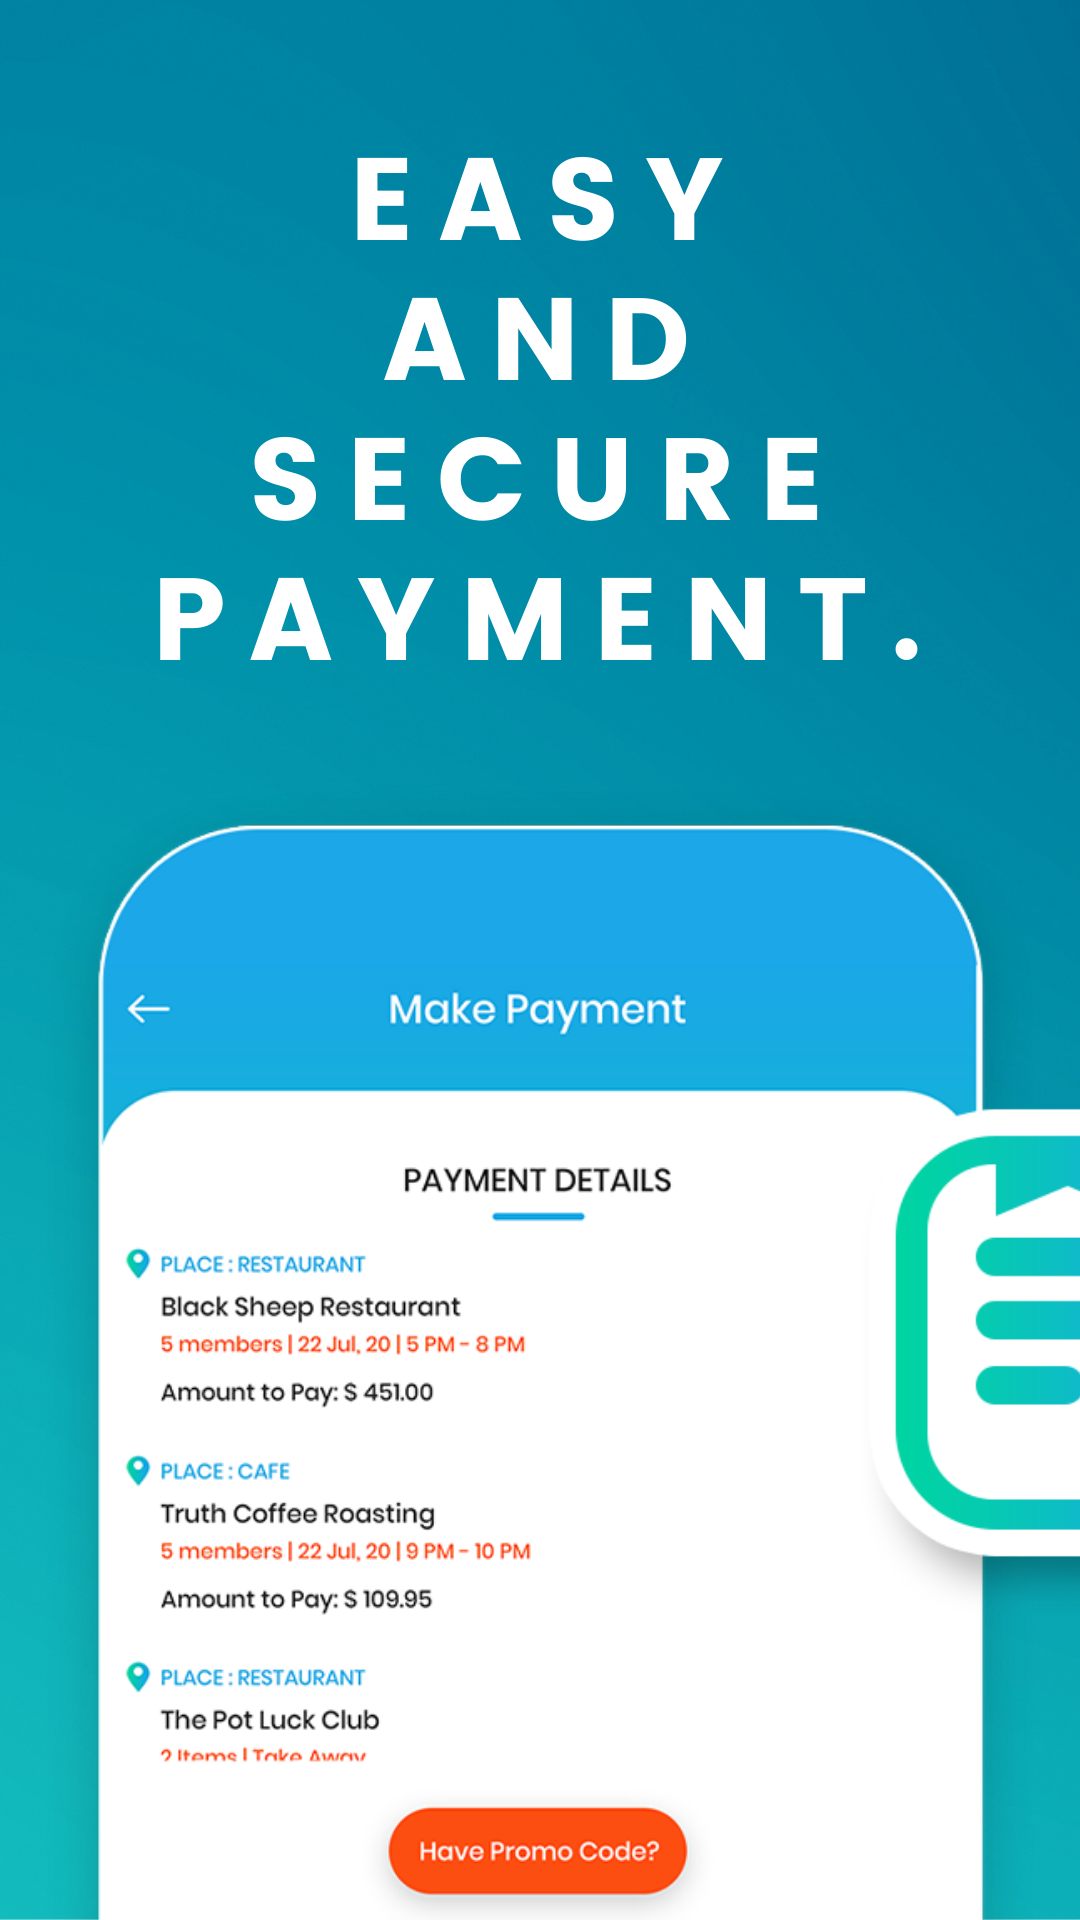 EASY
AND
SECURE
PAYMENT.
Make Payment
PAYMENT DETAILS
PLACE : RESTAURANT
Black Sheep Restaurant
5 members | 22 Jul, 20 | 5 PM - 8 PM
Amount to Pay: $ 451.00
PLACE : CAFE
Truth Coffee Roasting
5 members | 22 Jul, 20 | 9 PM - 10 PM
Amount to Pay: $ 109.95
PLACE : RESTAURANT
The Pot Luck Club
2 Items | Take Away
Have Promo Code?